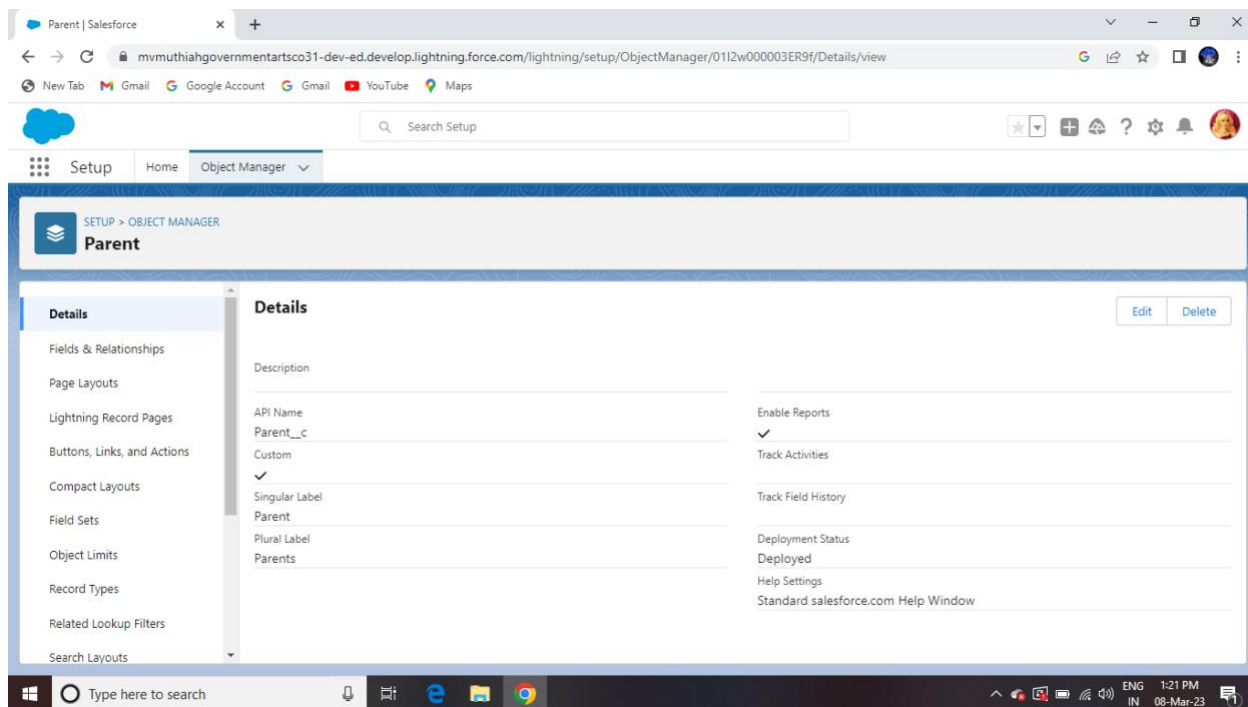 Parent | Salesforce
mvmuthiahgovernmentartsco31-dev-ed.develop.lightning.force.com/lightning/setup/ObjectManager/01I2w000003ER9f/Details/view
New Tab Gmail Google Account Gmail YouTube Maps
Search Setup
Setup Home Object Manager
SETUP > OBJECT MANAGER
Parent
Details
Fields & Relationships
Page Layouts
Lightning Record Pages
Buttons, Links, and Actions
Compact Layouts
Field Sets
Object Limits
Record Types
Related Lookup Filters
Search Layouts
Details
Edit Delete
Description
API Name
Parent__c
Custom
Singular Label
Parent
Plural Label
Parents
Enable Reports
Track Activities
Track Field History
Deployment Status
Deployed
Help Settings
Standard salesforce.com Help Window
Type here to search
ENG
IN
1:21 PM
08-Mar-23
1